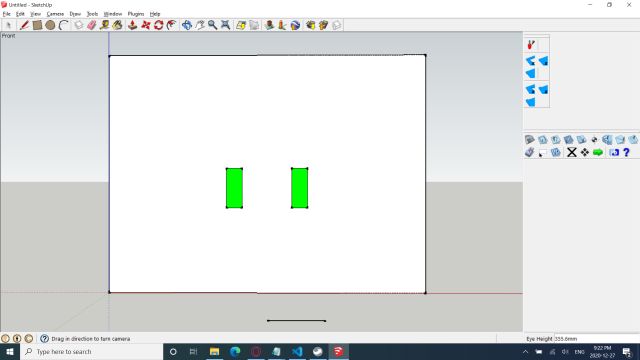 Untitled - SketchUp
File Edit View Camera Draw Tools Window Plugins Help
Front
Drag in direction to turn camera
Eye Height 355.6mm
Type here to search
ENG
9:22 PM
2020-12-27